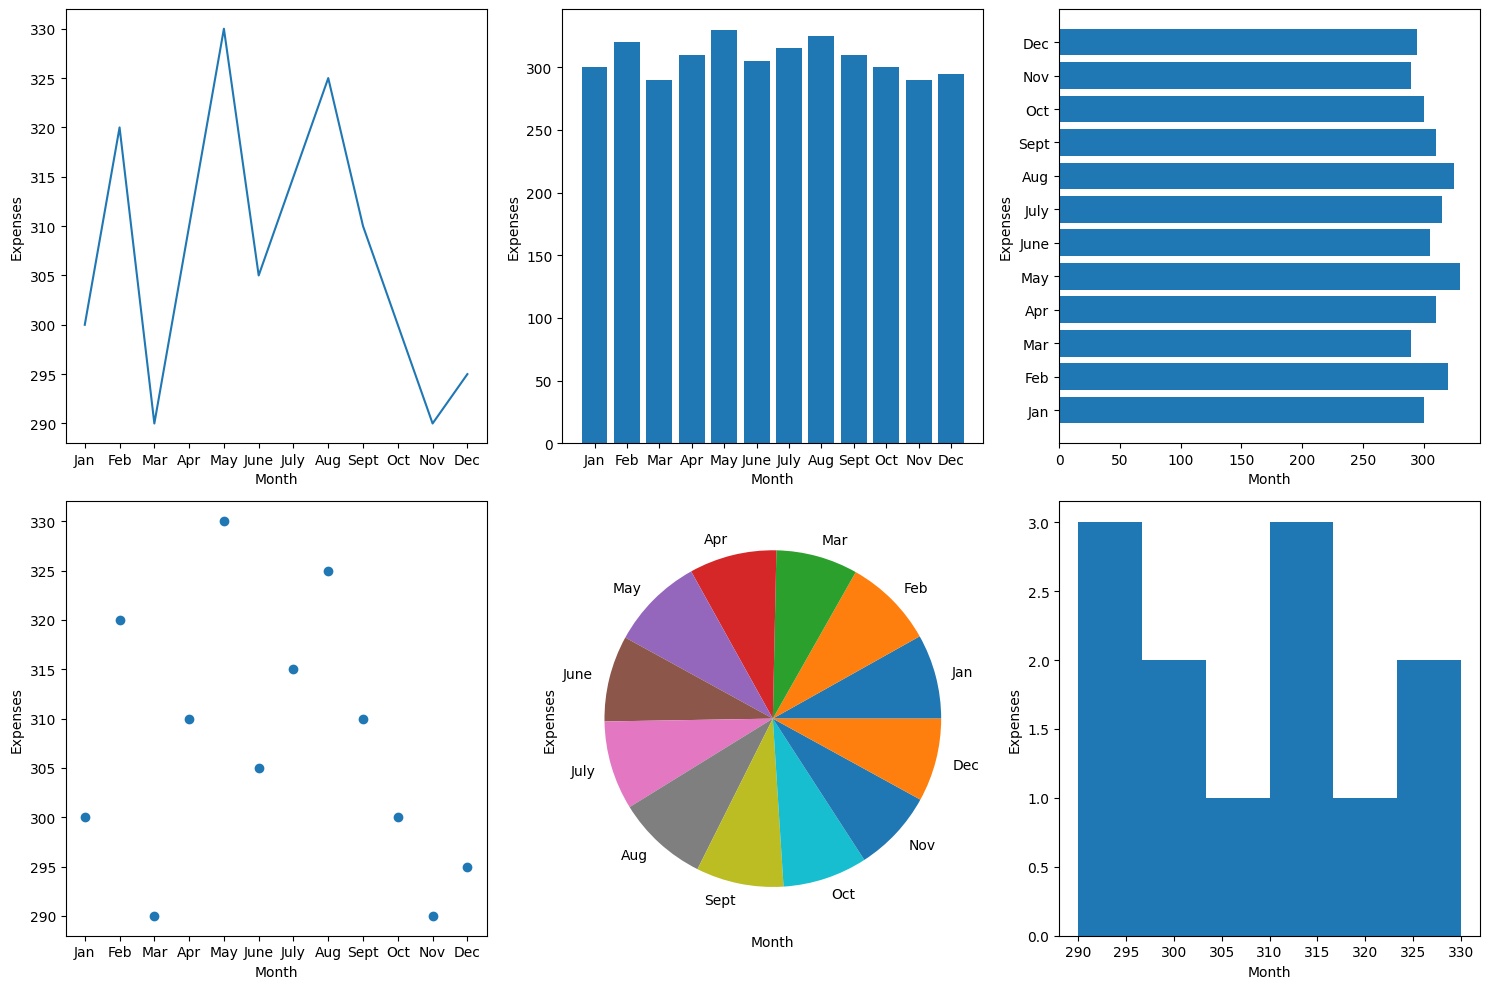 330
325
320
315
310
305
300
295
290
Expenses
Jan Feb Mar Apr May June July Aug Sept Oct Nov Dec
Month
300
250
200
150
100
50
0
Expenses
Jan Feb Mar Apr May June July Aug Sept Oct Nov Dec
Month
Dec
Nov
Oct
Sept
Aug
July
June
May
Apr
Mar
Feb
Jan
Expenses
0 50 100 150 200 250 300
Month
330
325
320
315
310
305
300
295
290
Expenses
Jan Feb Mar Apr May June July Aug Sept Oct Nov Dec
Month
Jan
Feb
Mar
Apr
May
June
July
Aug
Sept
Oct
Nov
Dec
Expenses
Month
3.0
2.5
2.0
1.5
1.0
0.5
0.0
Expenses
290 295 300 305 310 315 320 325 330
Month